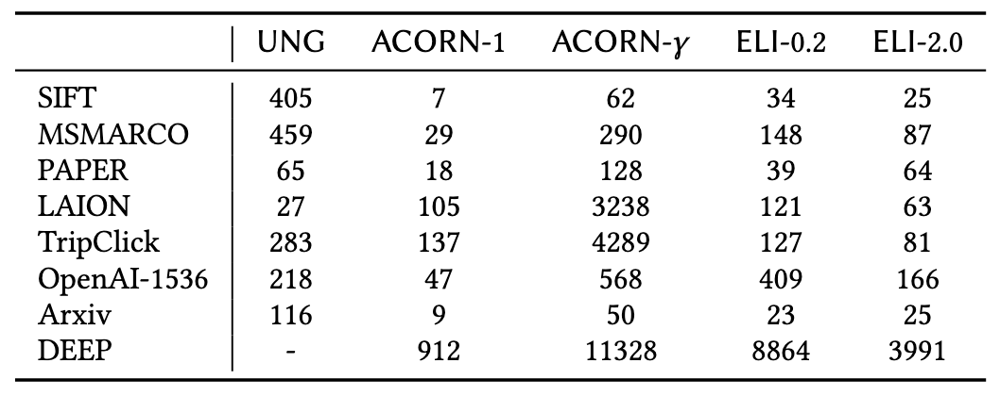 UNG ACORN-1 ACORN-γ ELI-0.2 ELI-2.0
SIFT 405 7 62 34 25
MSMARCO 459 29 290 148 87
PAPER 65 18 128 39 64
LAION 27 105 3238 121 63
TripClick 283 137 4289 127 81
OpenAI-1536 218 47 568 409 166
Arxiv 116 9 50 23 25
DEEP - 912 11328 8864 3991